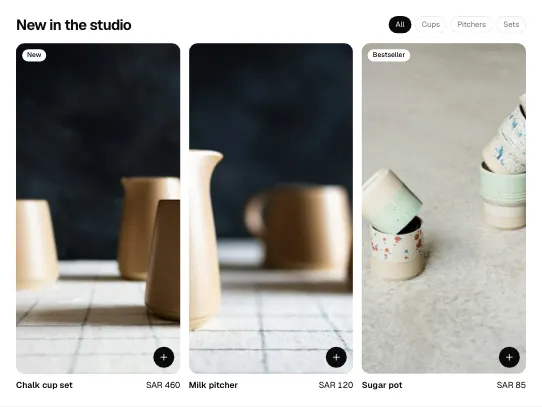 New in the studio
All Cups Pitchers Sets
New
Bestseller
Chalk cup set SAR 460
Milk pitcher SAR 120
Sugar pot SAR 85